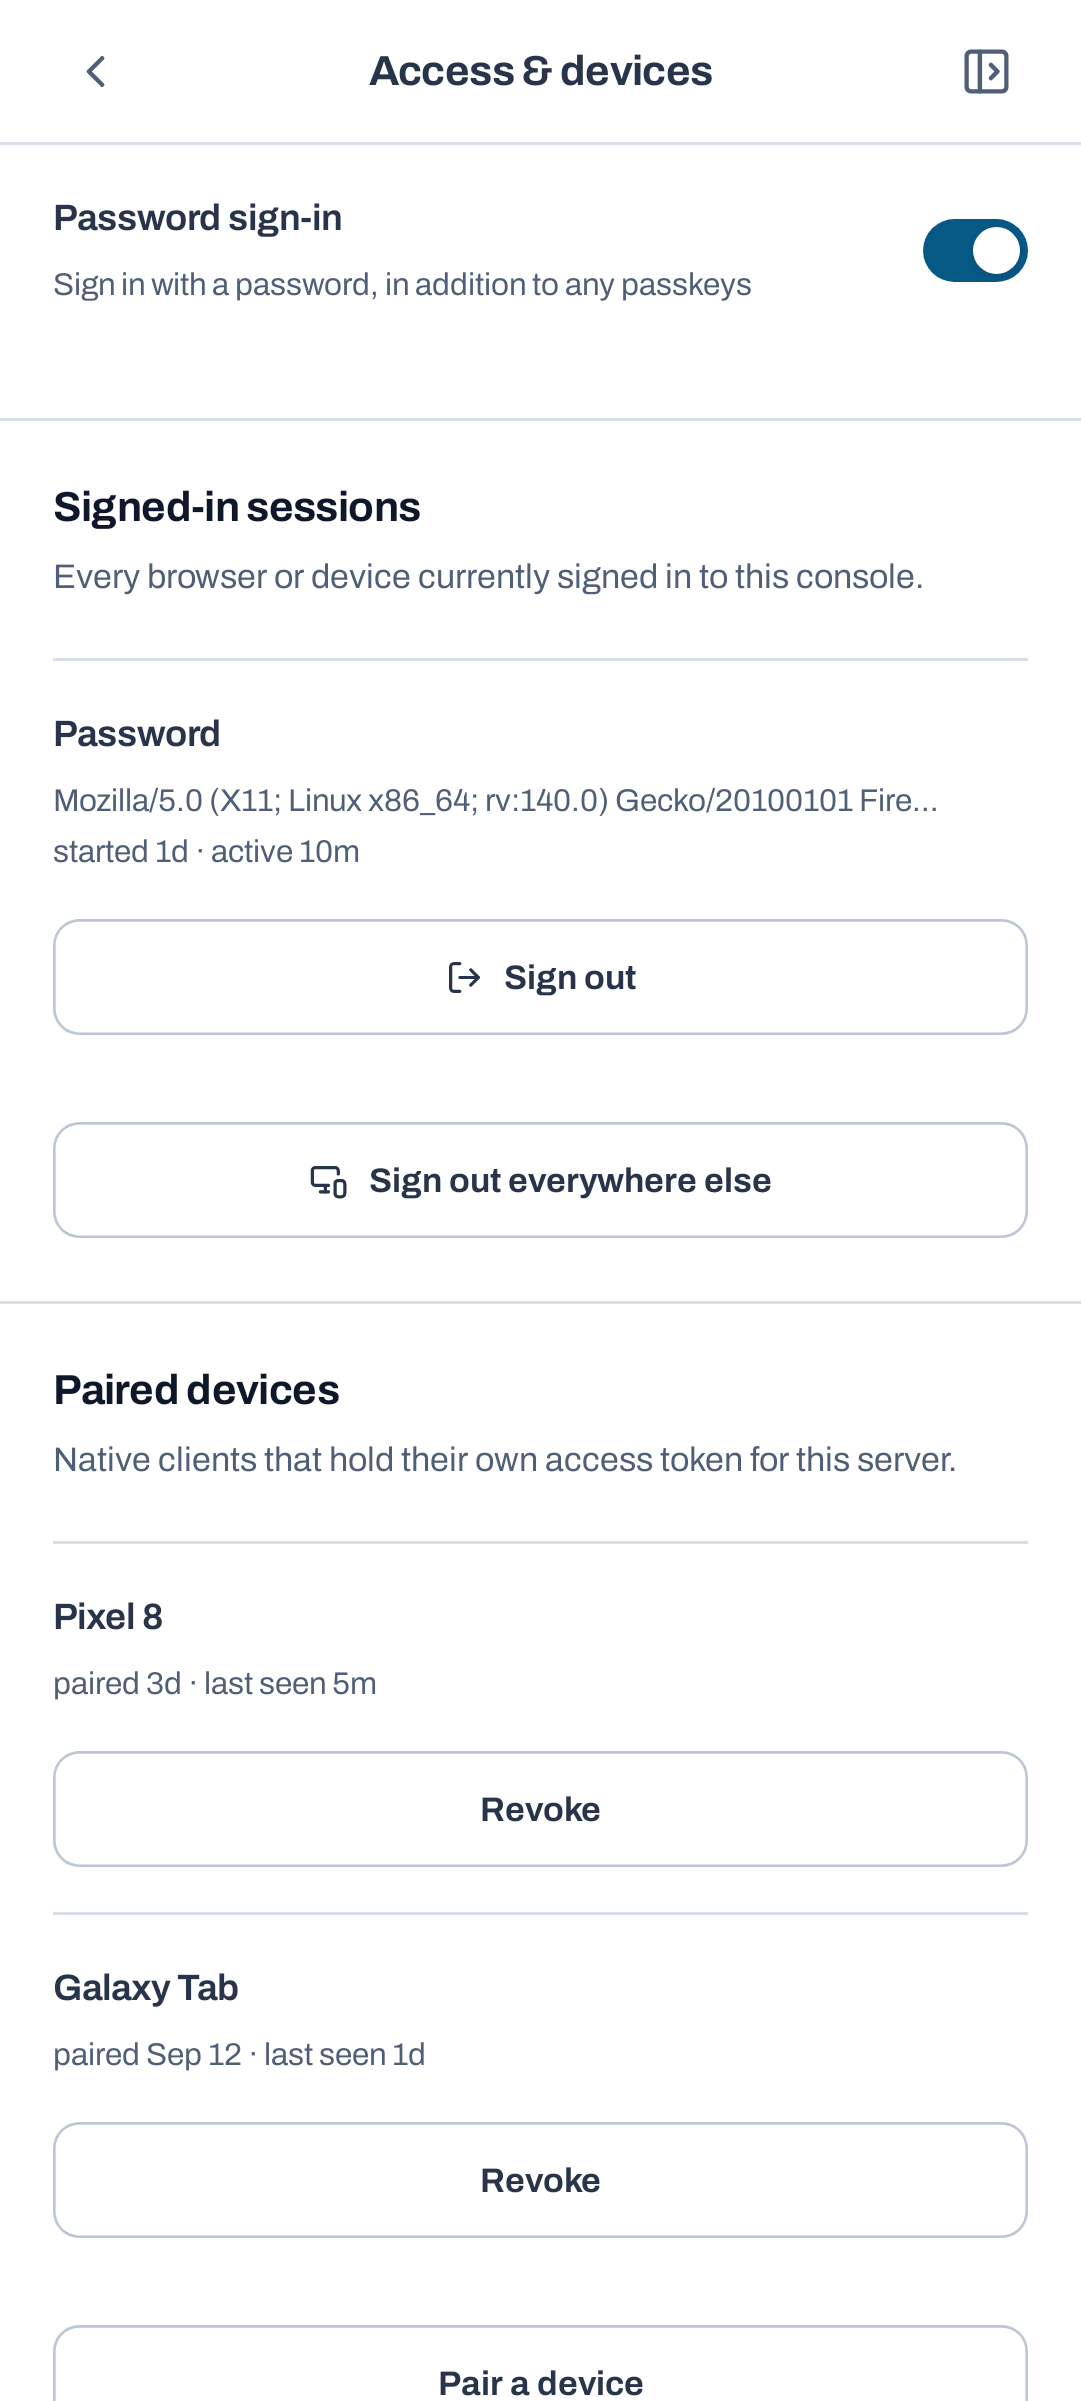 Access & devices
Password sign-in
Sign in with a password, in addition to any passkeys
Signed-in sessions
Every browser or device currently signed in to this console.
Password
Mozilla/5.0 (X11; Linux x86_64; rv:140.0) Gecko/20100101 Fire...
started 1d · active 10m
Sign out
Sign out everywhere else
Paired devices
Native clients that hold their own access token for this server.
Pixel 8
paired 3d · last seen 5m
Revoke
Galaxy Tab
paired Sep 12 · last seen 1d
Revoke
Pair a device